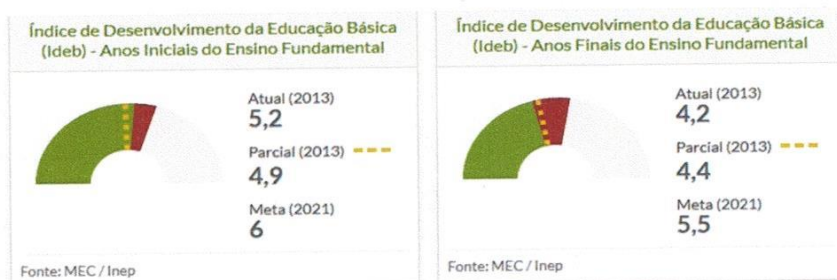 Índice de Desenvolvimento da Educação Básica
(Ideb) - Anos Iniciais do Ensino Fundamental
Atual (2013)
5,2
Parcial (2013)
4,9
Meta (2021)
6
Fonte: MEC / Inep
Índice de Desenvolvimento da Educação Básica
(Ideb) - Anos Finais do Ensino Fundamental
Atual (2013)
4,2
Parcial (2013)
4,4
Meta (2021)
5,5
Fonte: MEC / Inep